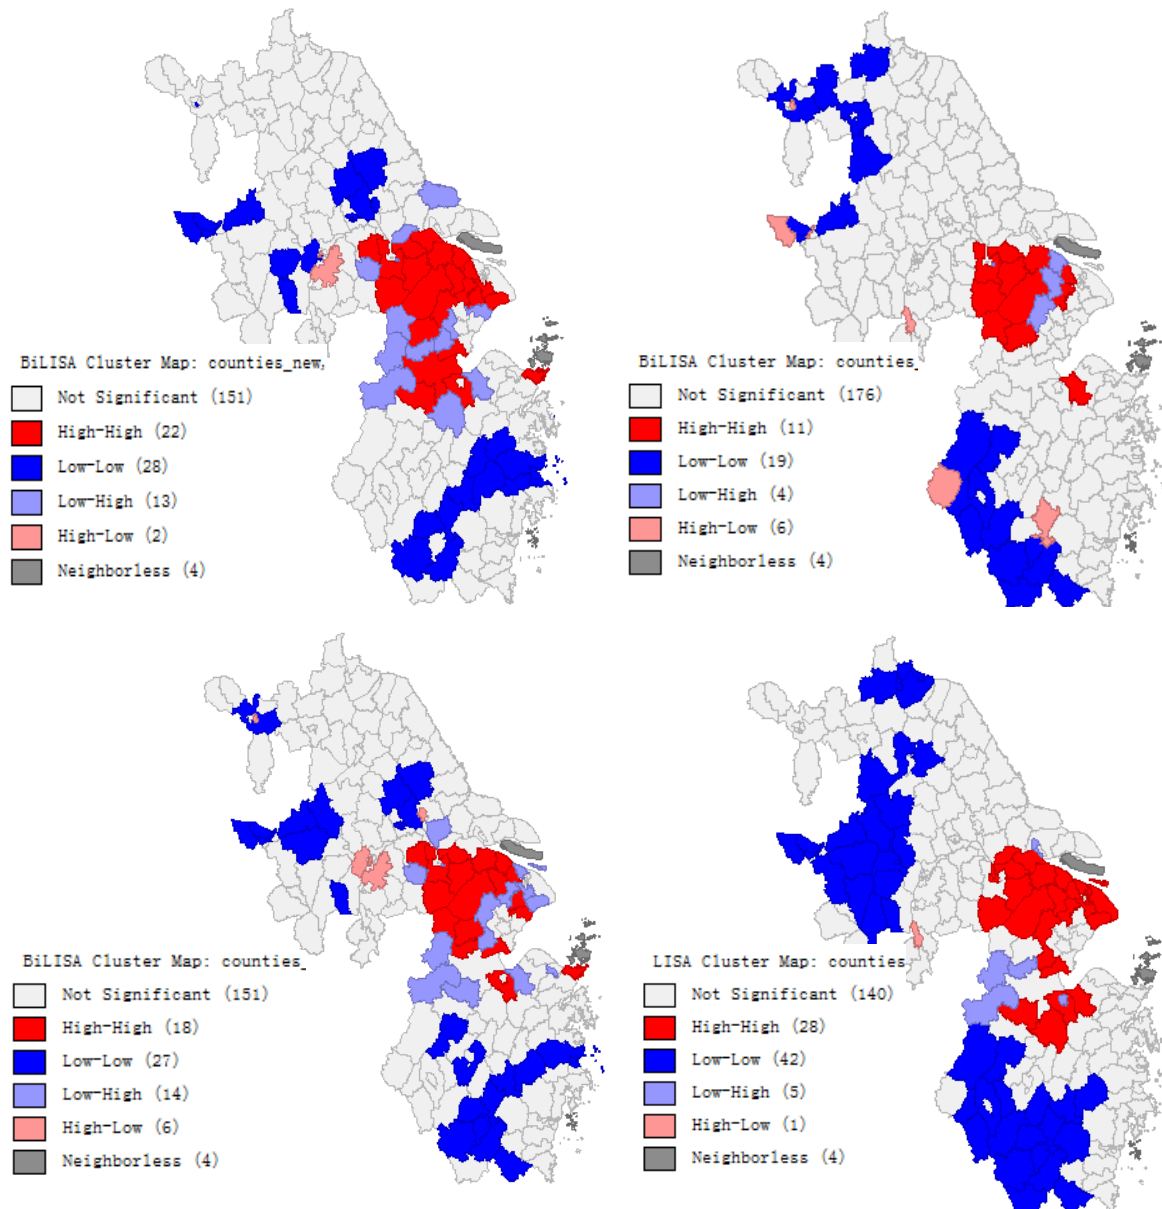 BiLISA Cluster Map: counties_new,
Not Significant (151)
High-High (22)
Low-Low (28)
Low-High (13)
High-Low (2)
Neighborless (4)
BiLISA Cluster Map: counties_
Not Significant (176)
High-High (11)
Low-Low (19)
Low-High (4)
High-Low (6)
Neighborless (4)
BiLISA Cluster Map: counties_
Not Significant (151)
High-High (18)
Low-Low (27)
Low-High (14)
High-Low (6)
Neighborless (4)
LISA Cluster Map: counties
Not Significant (140)
High-High (28)
Low-Low (42)
Low-High (5)
High-Low (1)
Neighborless (4)